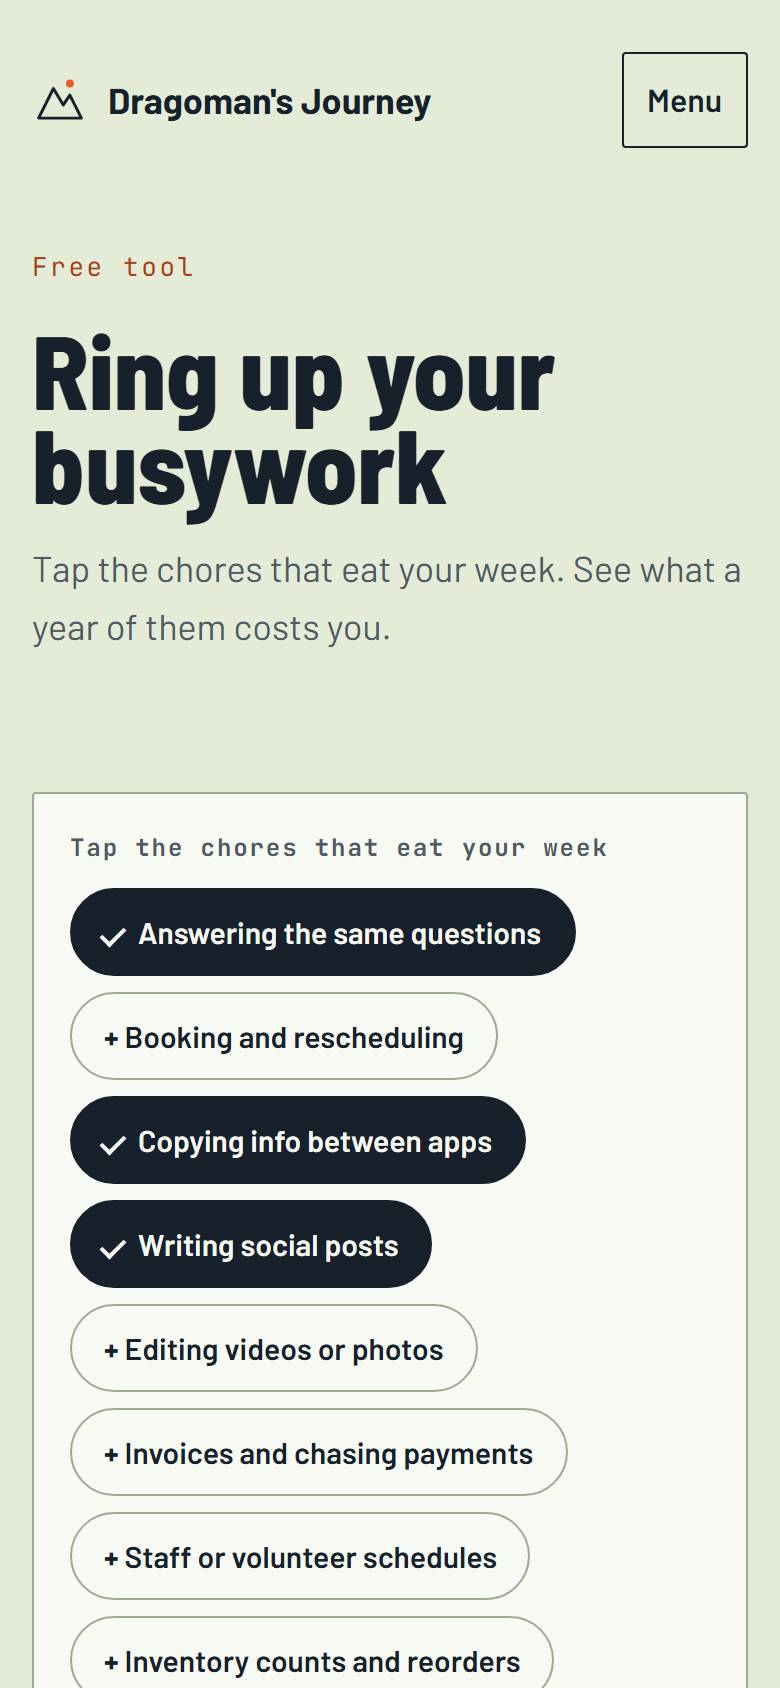 Dragoman's Journey
Menu
Free tool
Ring up your
busywork
Tap the chores that eat your week. See what a
year of them costs you.
Tap the chores that eat your week
✓ Answering the same questions
+ Booking and rescheduling
✓ Copying info between apps
✓ Writing social posts
+ Editing videos or photos
+ Invoices and chasing payments
+ Staff or volunteer schedules
+ Inventory counts and reorders